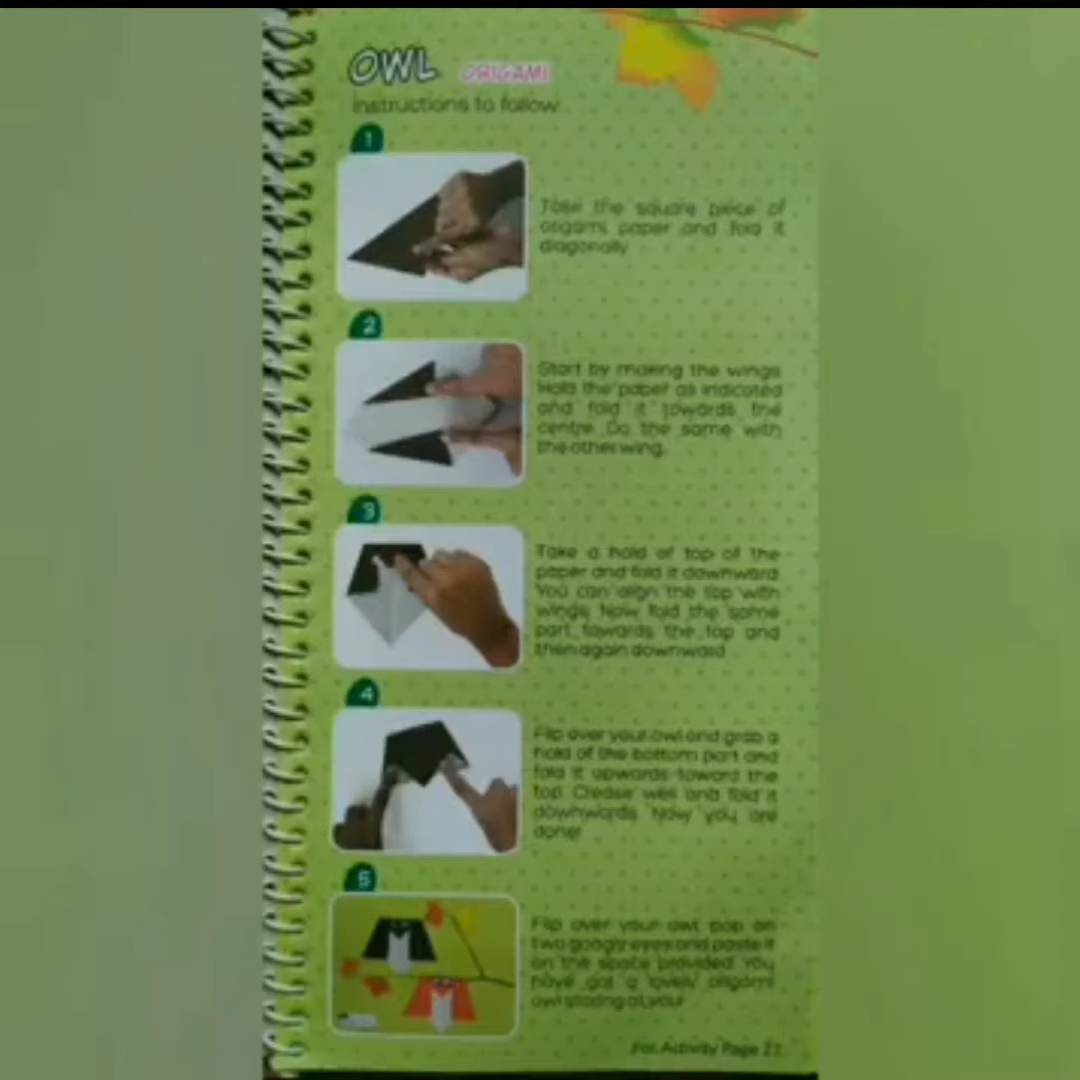 OWL ORIGAMI
Instructions to follow
1
Take the square piece of
origami paper and fold it
diagonally
2
Start by making the wings
Hold the paper as indicated
and fold it towards the
centre. Do the same with
the other wing.
3
Take a hold of top of the
paper and fold it downward
You can align the top with
wings. Now fold the same
part towards the top and
then again downward
4
Flip over your owl and grab a
hold of the bottom part and
fold it upwards toward the
top. Crease well and fold it
downwards. Now you are
done!
5
Flip over your owl, pop on
two googly eyes and paste it
on the space provided. You
have got a lovely origami
owl staring at you!
For Activity Page